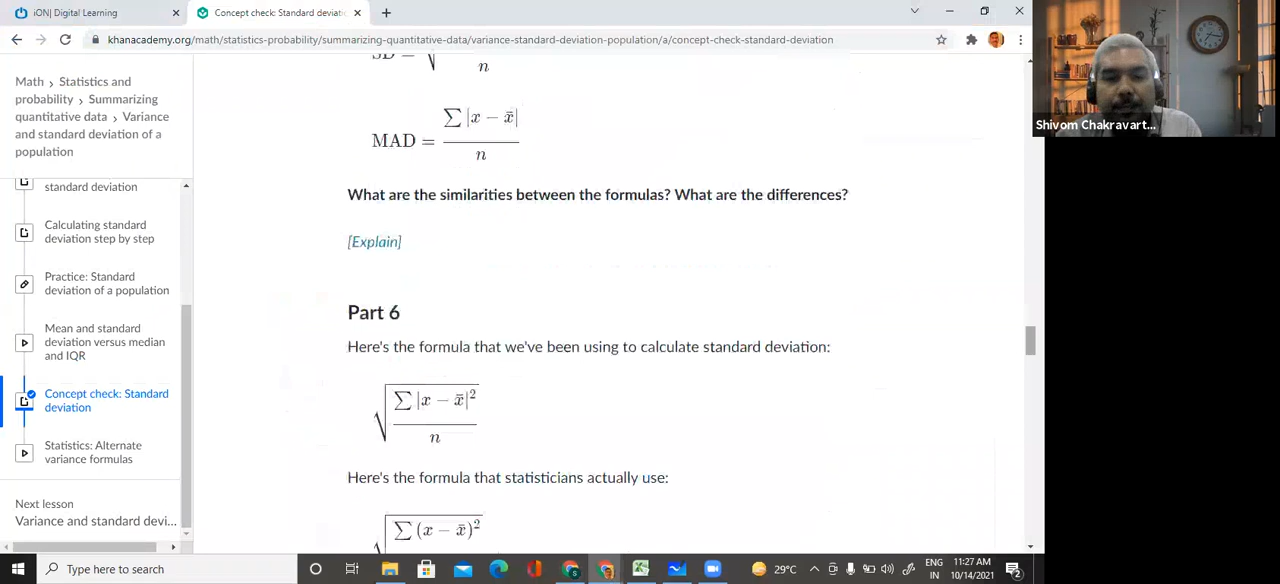 iON| Digital Learning
Concept check: Standard deviati
khanacademy.org/math/statistics-probability/summarizing-quantitative-data/variance-standard-deviation-population/a/concept-check-standard-deviation
Shivom Chakravart...
Math > Statistics and
probability > Summarizing
quantitative data > Variance
and standard deviation of a
population
standard deviation
Calculating standard
deviation step by step
Practice: Standard
deviation of a population
Mean and standard
deviation versus median
and IQR
Concept check: Standard
deviation
Statistics: Alternate
variance formulas
Next lesson
Variance and standard devi...
SD = √ n
MAD = ∑ |x − x̄| / n
What are the similarities between the formulas? What are the differences?
[Explain]
Part 6
Here's the formula that we've been using to calculate standard deviation:
√ ∑ |x − x̄|² / n
Here's the formula that statisticians actually use:
√ ∑ (x − x̄)²
Type here to search
29°C
ENG
IN
11:27 AM
10/14/2021
2